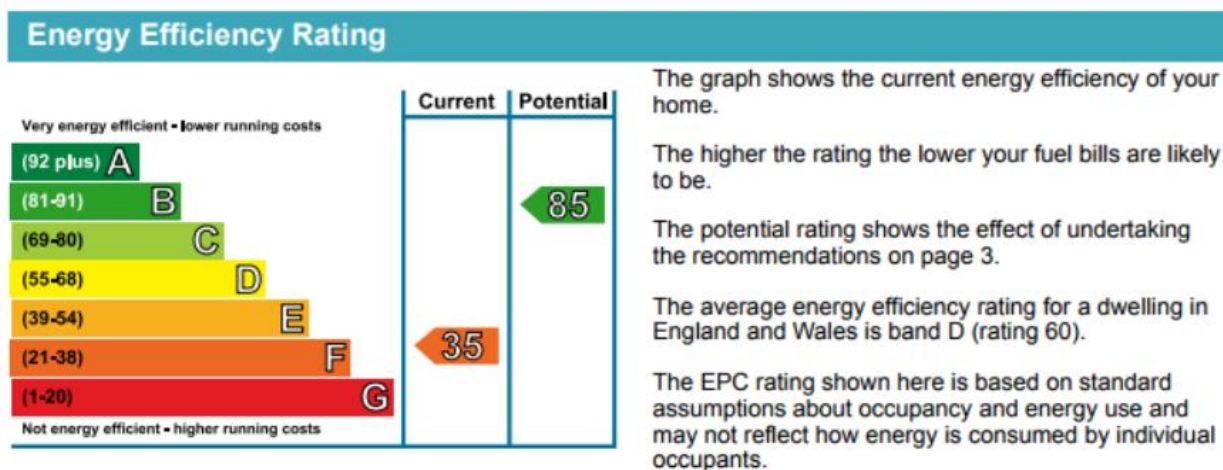 Energy Efficiency Rating
Current
Potential
Very energy efficient - lower running costs
(92 plus) A
(81-91) B
(69-80) C
(55-68) D
(39-54) E
(21-38) F
(1-20) G
Not energy efficient - higher running costs
35
85
The graph shows the current energy efficiency of your
home.
The higher the rating the lower your fuel bills are likely
to be.
The potential rating shows the effect of undertaking
the recommendations on page 3.
The average energy efficiency rating for a dwelling in
England and Wales is band D (rating 60).
The EPC rating shown here is based on standard
assumptions about occupancy and energy use and
may not reflect how energy is consumed by individual
occupants.